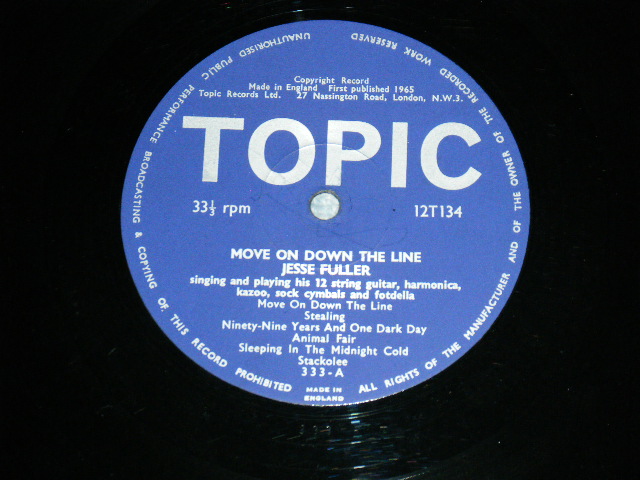 Copyright Record
Made in England First published 1965
Topic Records Ltd. 27 Nassington Road, London, N.W.3.
TOPIC
33⅓ rpm 12T134
MOVE ON DOWN THE LINE
JESSE FULLER
singing and playing his 12 string guitar, harmonica,
kazoo, sock cymbals and fotdella
Move On Down The Line
Stealing
Ninety-Nine Years And One Dark Day
Animal Fair
Sleeping In The Midnight Cold
Stackolee
333-A
MADE IN
ENGLAND
ALL RIGHTS OF THE MANUFACTURER AND OF THE OWNER OF THE RECORDED WORK RESERVED
UNAUTHORISED PUBLIC PERFORMANCE BROADCASTING & COPYING OF THIS RECORD PROHIBITED